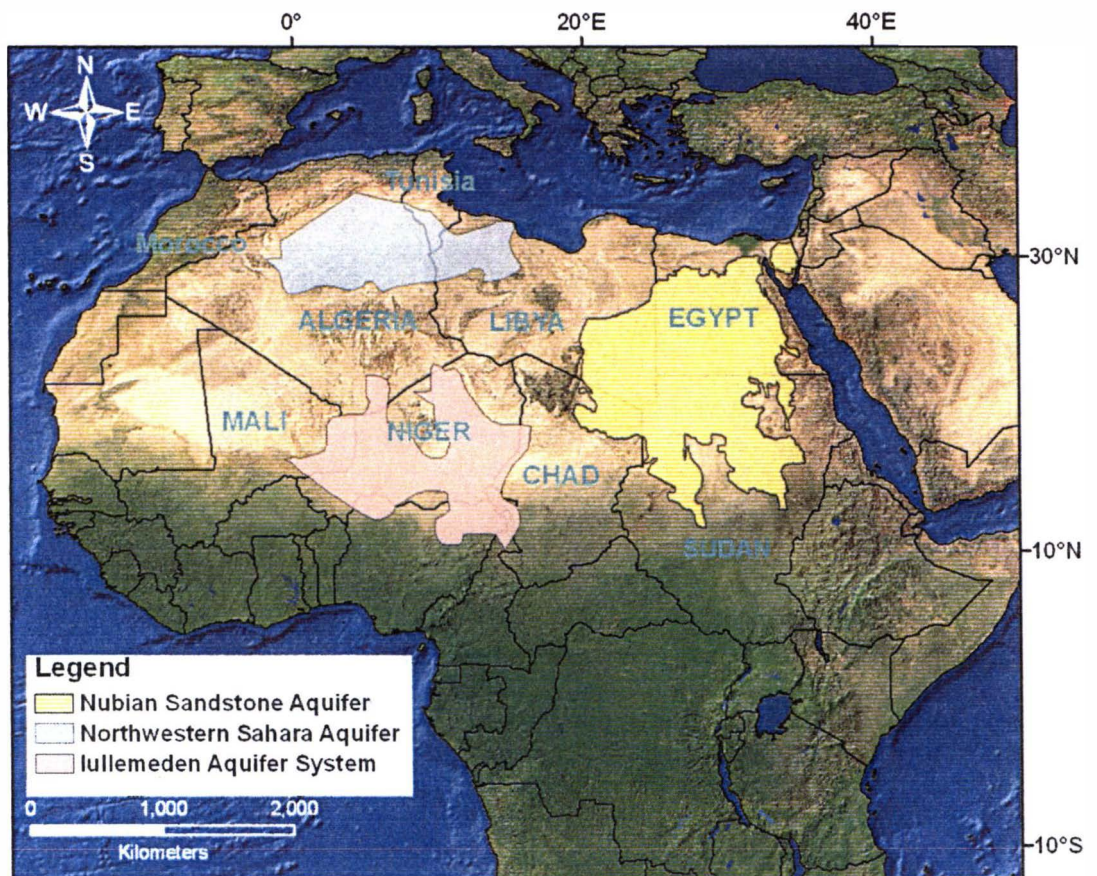 0° 20°E 40°E
N
W E
S
Tunisia
Morocco
30°N
ALGERIA LIBYA EGYPT
MALI NIGER
CHAD
SUDAN
10°N
Legend
Nubian Sandstone Aquifer
Northwestern Sahara Aquifer
Iullemeden Aquifer System
0 1,000 2,000
Kilometers
10°S